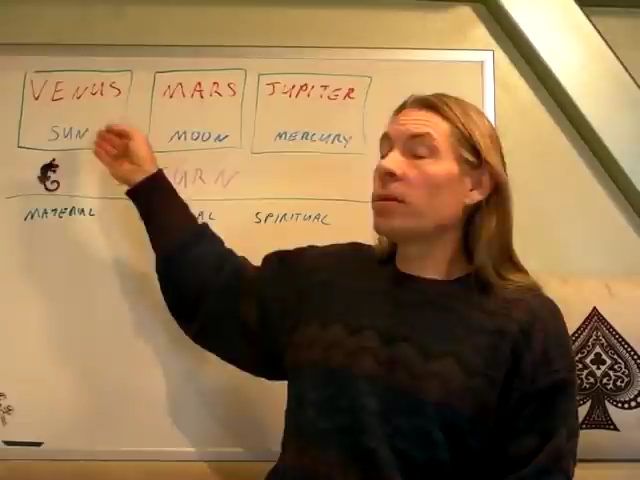 VENUS MARS JUPITER
SUN MOON MERCURY
MATERIAL SPIRITUAL